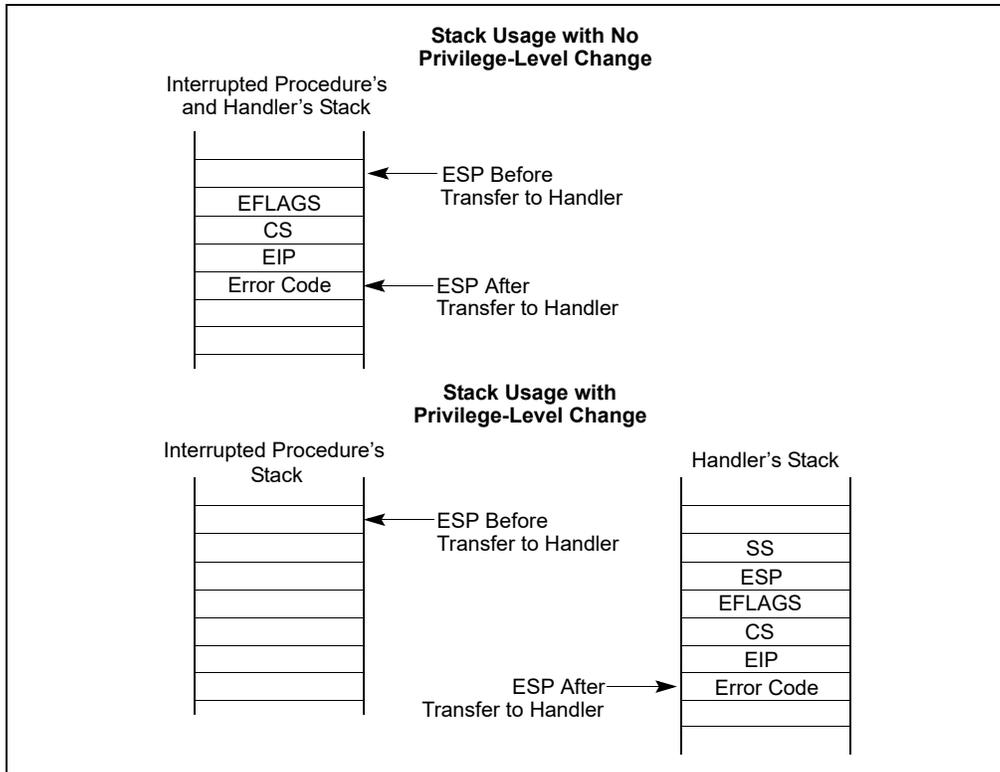 Stack Usage with No
Privilege-Level Change
Interrupted Procedure's
and Handler's Stack
ESP Before
Transfer to Handler
EFLAGS
CS
EIP
Error Code
ESP After
Transfer to Handler
Stack Usage with
Privilege-Level Change
Interrupted Procedure's
Stack
Handler's Stack
ESP Before
Transfer to Handler
SS
ESP
EFLAGS
CS
EIP
ESP After
Transfer to Handler
Error Code